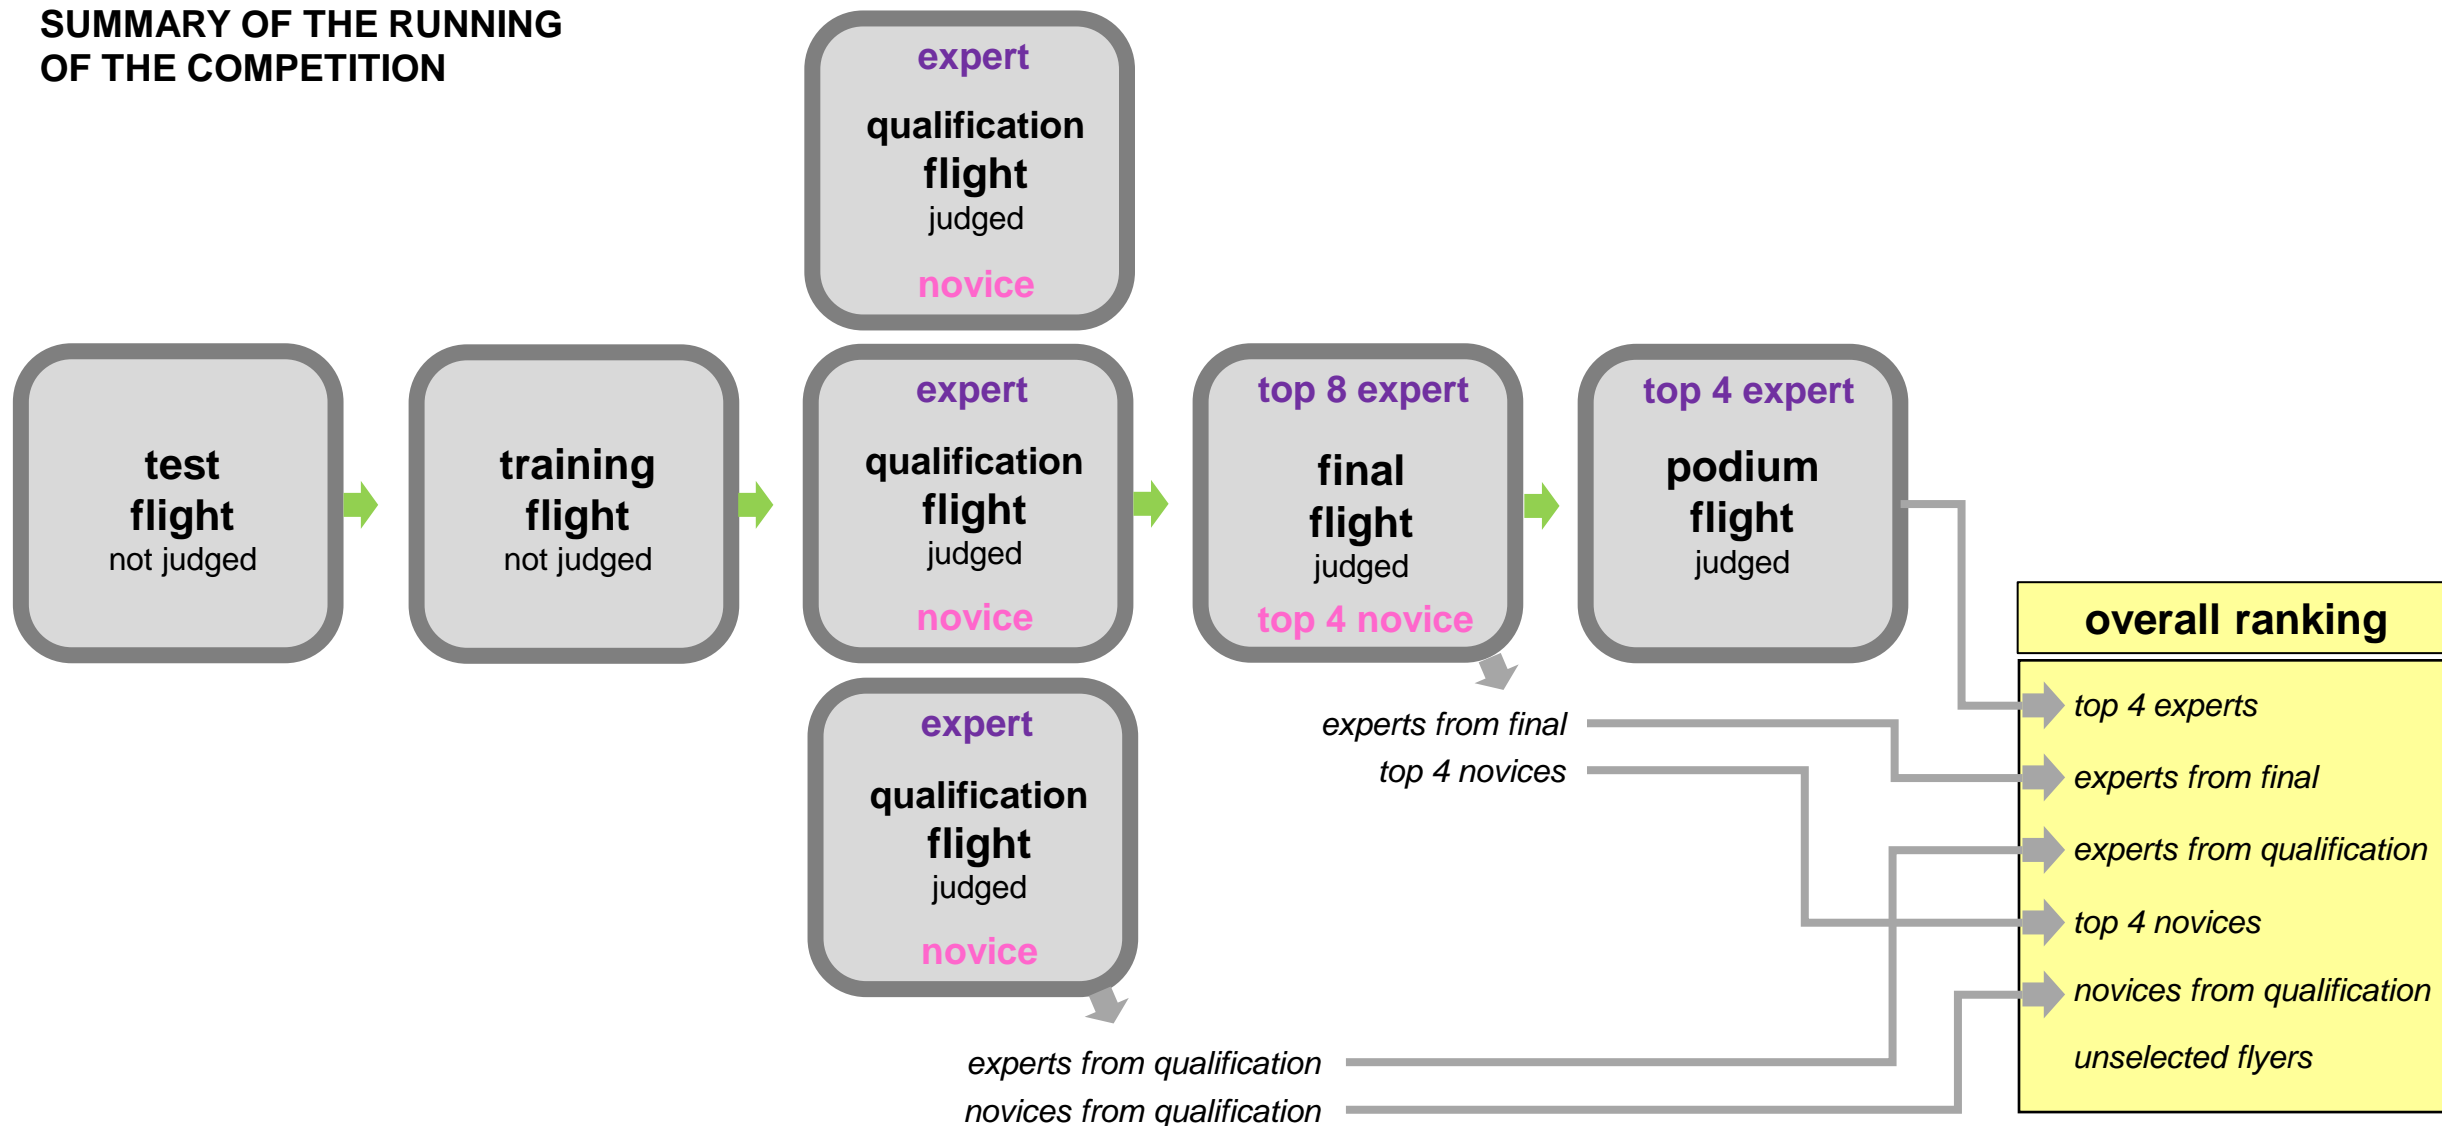 SUMMARY OF THE RUNNING
OF THE COMPETITION
expert
qualification
flight
judged
novice
test
flight
not judged
training
flight
not judged
expert
qualification
flight
judged
novice
top 8 expert
final
flight
judged
top 4 novice
top 4 expert
podium
flight
judged
expert
qualification
flight
judged
novice
experts from final
top 4 novices
experts from qualification
novices from qualification
overall ranking
top 4 experts
experts from final
experts from qualification
top 4 novices
novices from qualification
unselected flyers